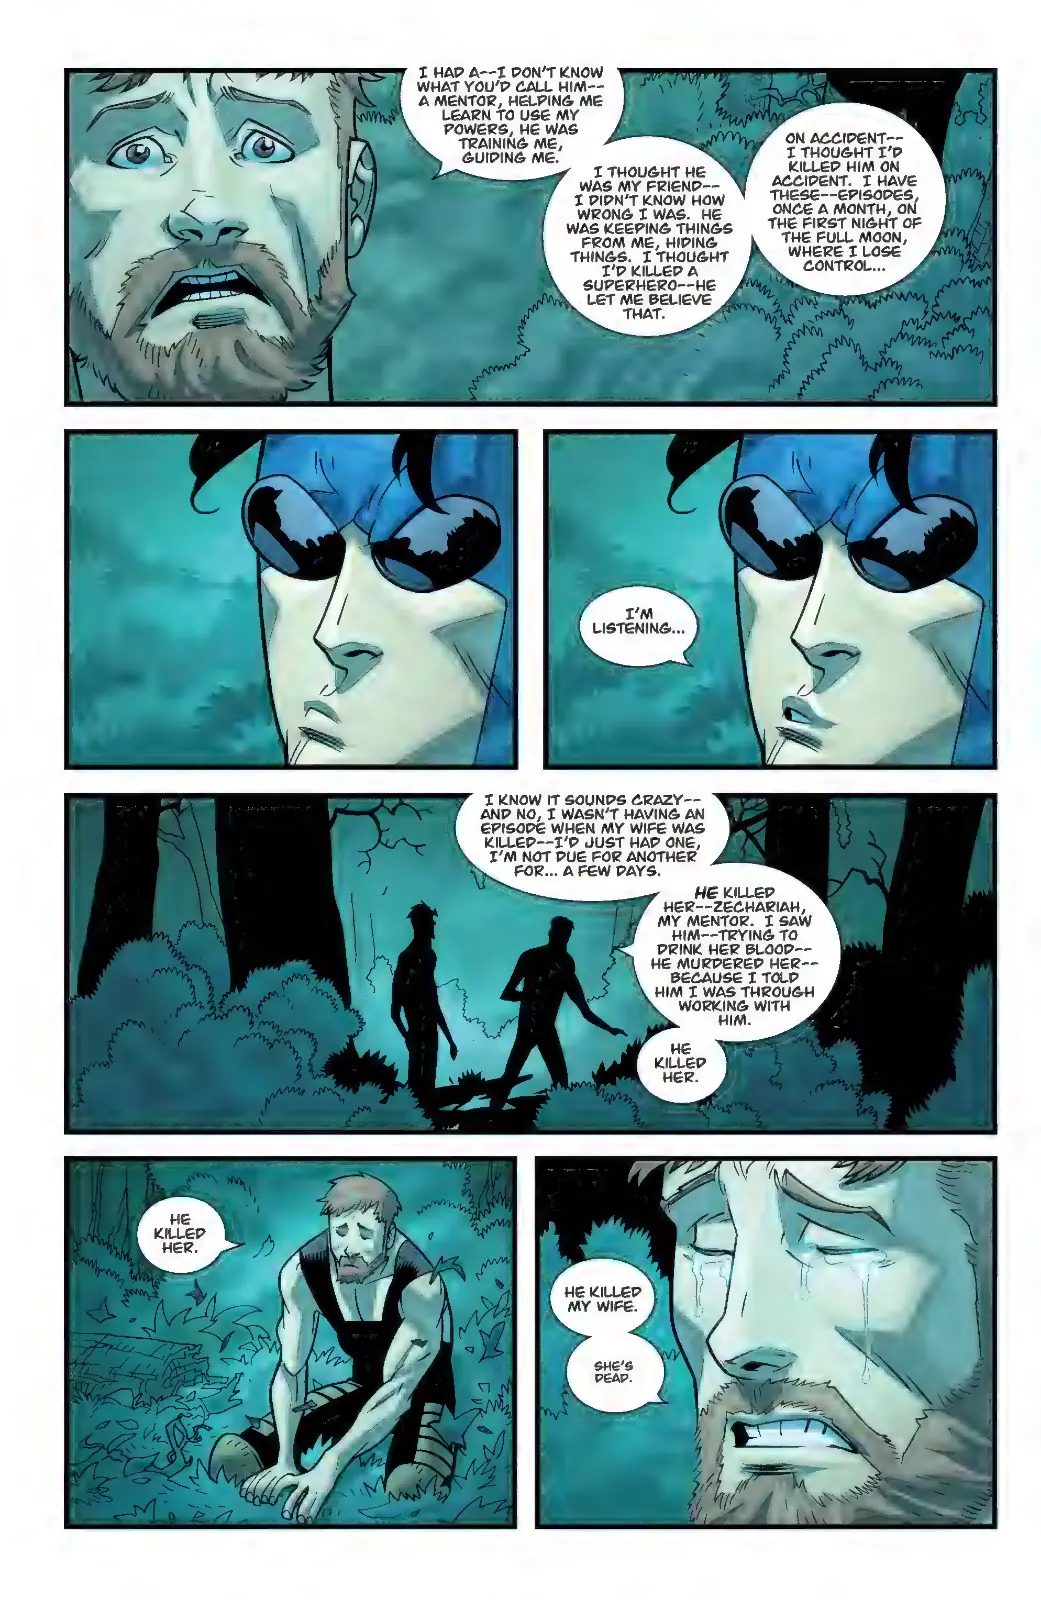 I HAD A--I DON'T KNOW
WHAT YOU'D CALL HIM--
A MENTOR, HELPING ME
LEARN TO USE MY
POWERS, HE WAS
TRAINING ME,
GUIDING ME.
I THOUGHT HE
WAS MY FRIEND--
I DIDN'T KNOW HOW
WRONG I WAS. HE
WAS KEEPING THINGS
FROM ME, HIDING
THINGS. I THOUGHT
I'D KILLED A
SUPERHERO--HE
LET ME BELIEVE
THAT.
ON ACCIDENT--
I THOUGHT I'D
KILLED HIM ON
ACCIDENT. I HAVE
THESE--EPISODES,
ONCE A MONTH, ON
THE FIRST NIGHT OF
THE FULL MOON,
WHERE I LOSE
CONTROL...
I'M
LISTENING...
I KNOW IT SOUNDS CRAZY--
AND NO, I WASN'T HAVING AN
EPISODE WHEN MY WIFE WAS
KILLED--I'D JUST HAD ONE,
I'M NOT DUE FOR ANOTHER
FOR... A FEW DAYS.
HE KILLED
HER--ZECHARIAH,
MY MENTOR. I SAW
HIM--TRYING TO
DRINK HER BLOOD--
HE MURDERED HER--
BECAUSE I TOLD
HIM I WAS THROUGH
WORKING WITH
HIM.
HE
KILLED
HER.
HE
KILLED
HER.
HE KILLED
MY WIFE.
SHE'S
DEAD.